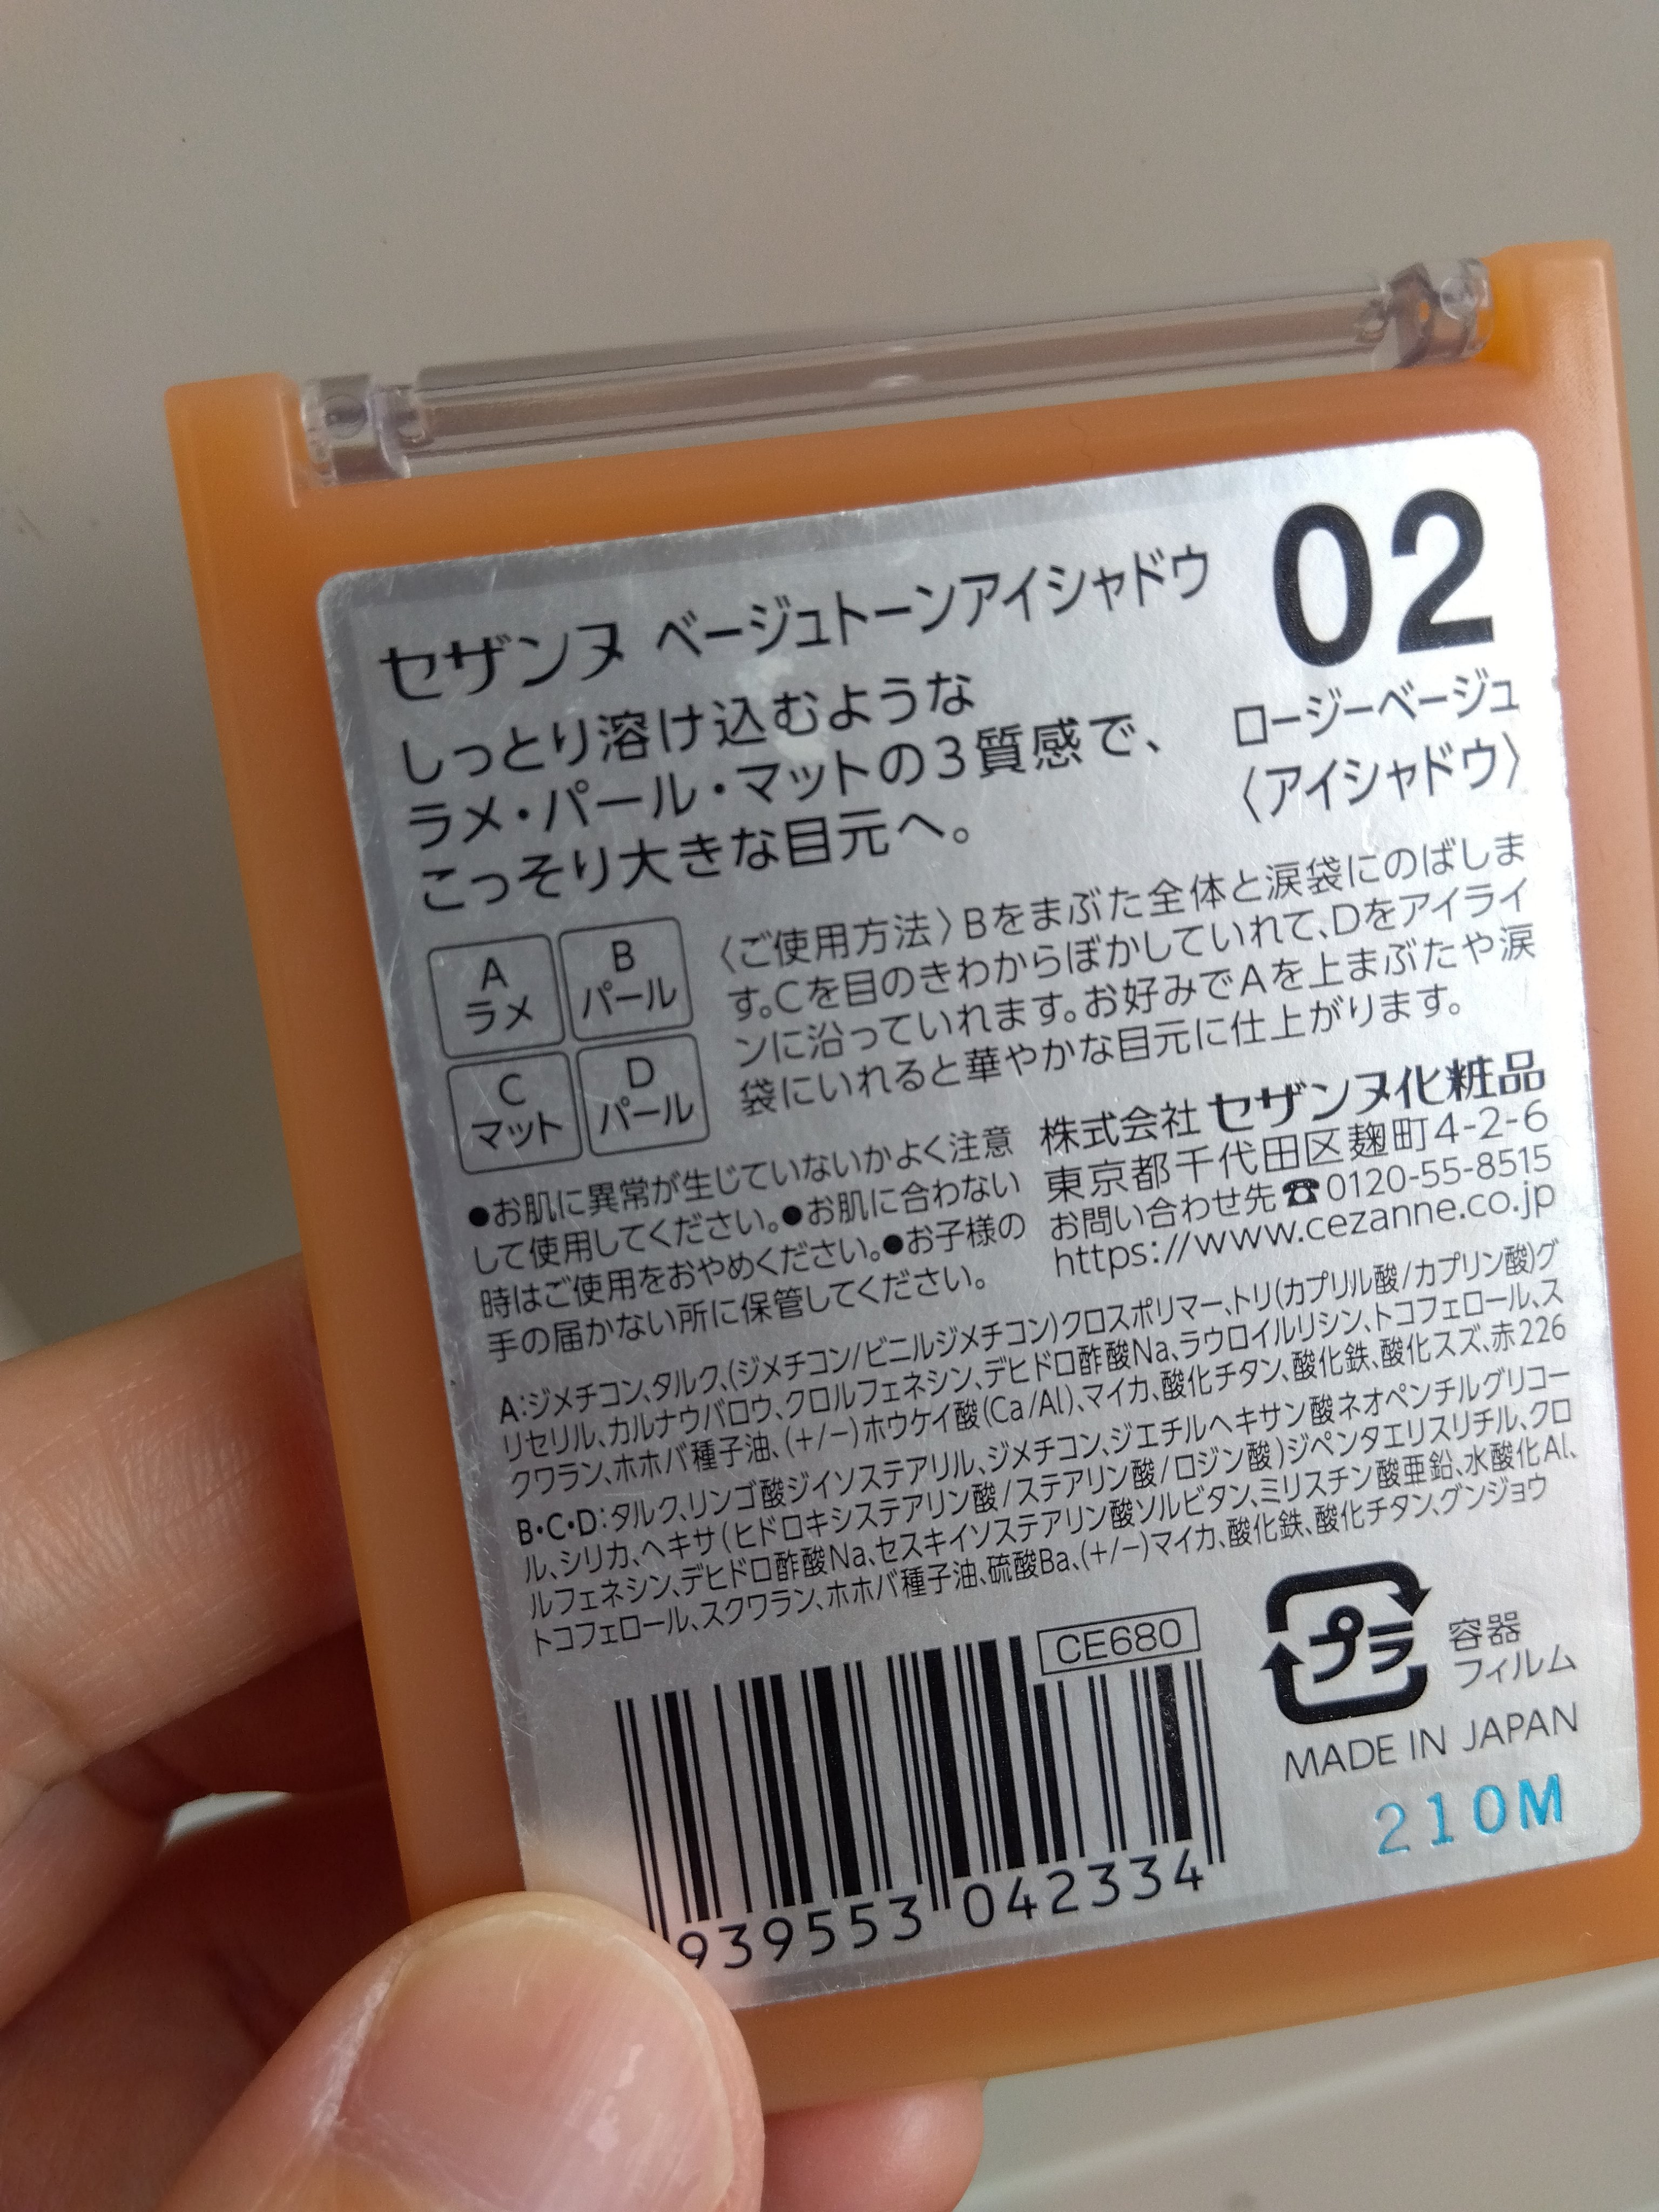 02
セザンヌ ベージュトーンアイシャドウ
ロージーベージュ
〈アイシャドウ〉
しっとり溶け込むような
ラメ・パール・マットの3質感で、
こっそり大きな目元へ。
A
ラメ
B
パール
C
マット
D
パール
〈ご使用方法〉Bをまぶた全体と涙袋にのばしま
す。Cを目のきわからぼかしていれて、Dをアイライ
ンに沿っていれます。お好みでAを上まぶたや涙
袋にいれると華やかな目元に仕上がります。
●お肌に異常が生じていないかよく注意
して使用してください。●お肌に合わない
時はご使用をおやめください。●お子様の
手の届かない所に保管してください。
株式会社 セザンヌ化粧品
東京都千代田区麹町4-2-6
お問い合わせ先☎0120-55-8515
https://www.cezanne.co.jp
A:ジメチコン、タルク、(ジメチコン/ビニルジメチコン)クロスポリマー、トリ(カプリル酸/カプリン酸)グ
リセリル、カルナウバロウ、クロルフェネシン、デヒドロ酢酸Na、ラウロイルリシン、トコフェロール、ス
クワラン、ホホバ種子油、(+/−)ホウケイ酸(Ca/Al)、マイカ、酸化チタン、酸化鉄、酸化スズ、赤226
B・C・D:タルク、リンゴ酸ジイソステアリル、ジメチコン、ジエチルヘキサン酸ネオペンチルグリコー
ル、シリカ、ヘキサ(ヒドロキシステアリン酸/ステアリン酸/ロジン酸)ジペンタエリスリチル、クロ
ルフェネシン、デヒドロ酢酸Na、セスキイソステアリン酸ソルビタン、ミリスチン酸亜鉛、水酸化Al、
トコフェロール、スクワラン、ホホバ種子油、硫酸Ba、(+/−)マイカ、酸化鉄、酸化チタン、グンジョウ
CE680
939553 042334
プラ
容器
フィルム
MADE IN JAPAN
210M